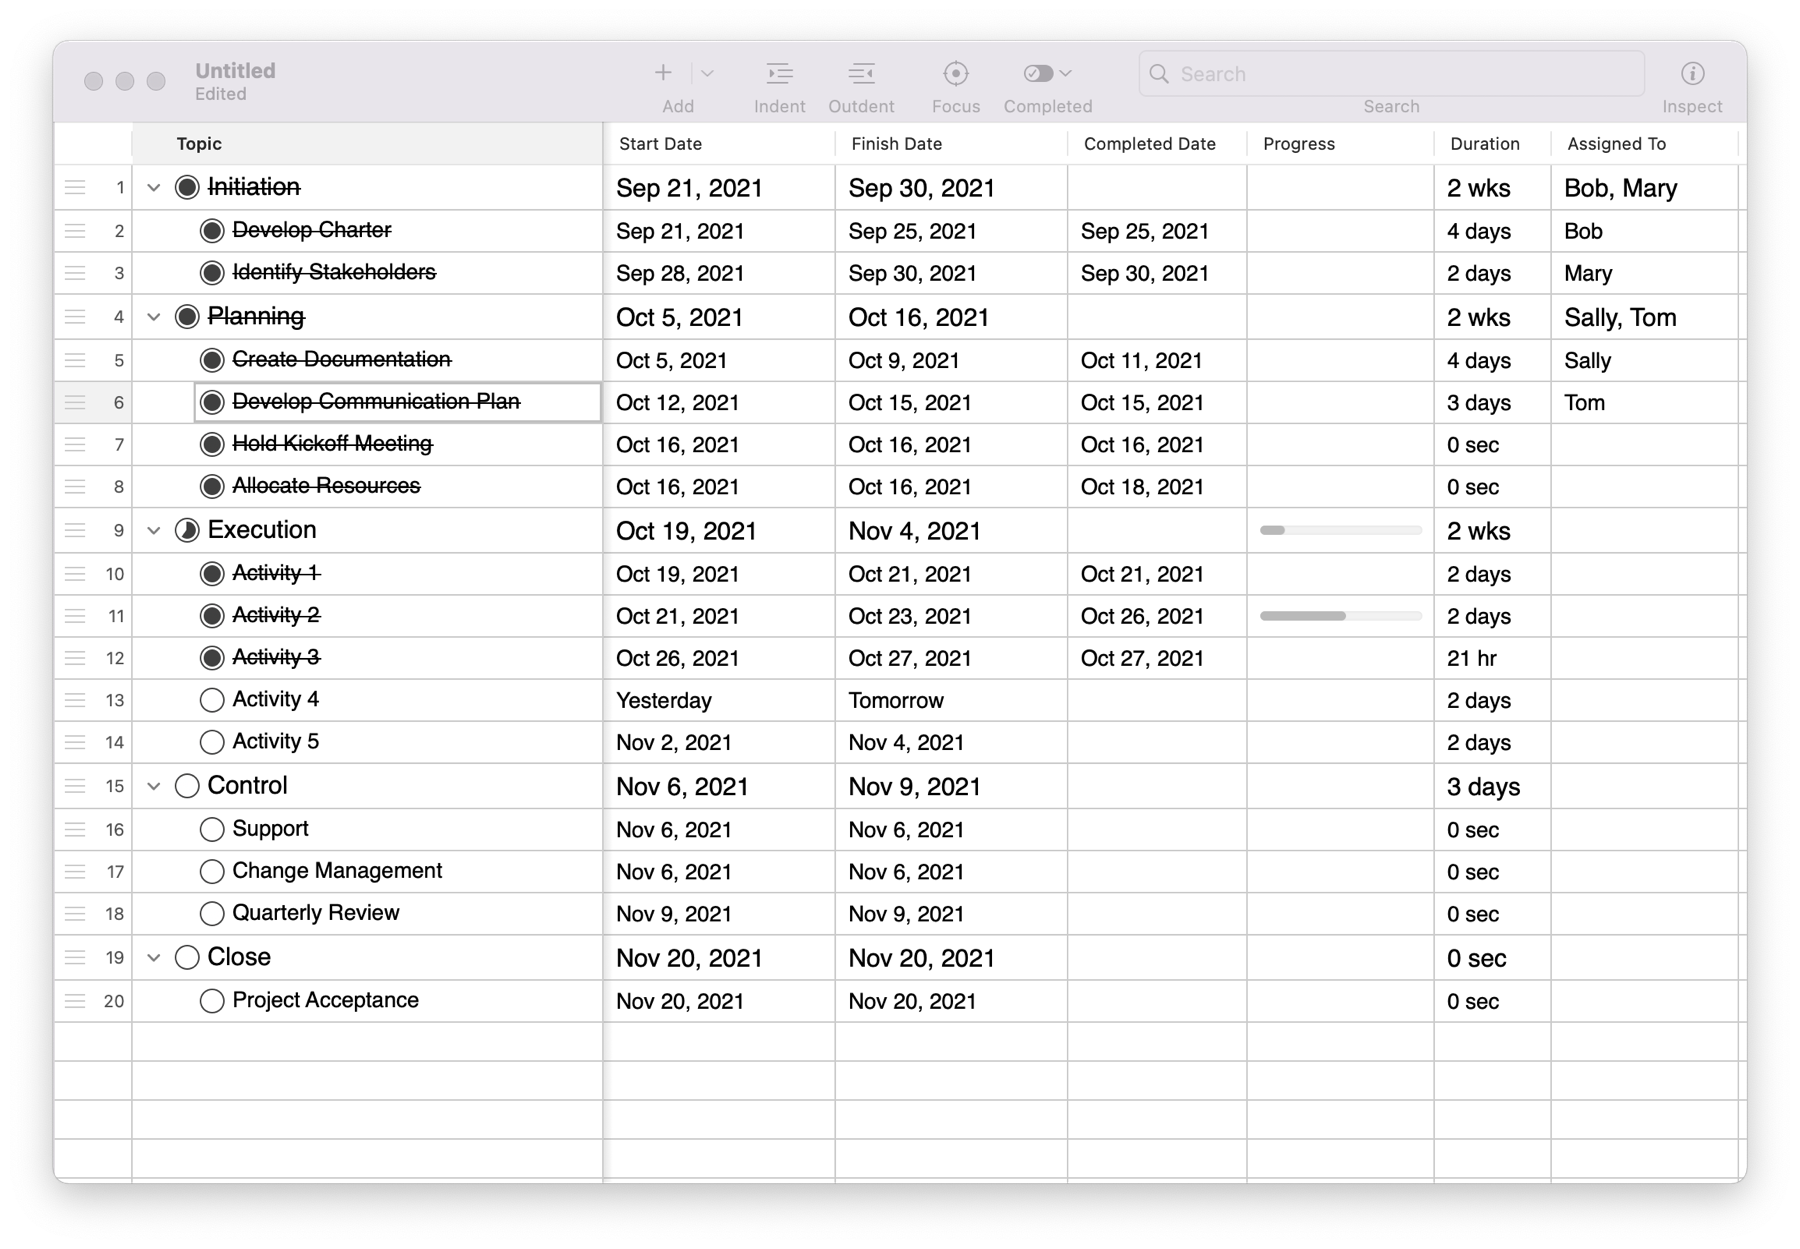 Untitled
Edited
Add Indent Outdent Focus Completed Search Search Inspect
Topic Start Date Finish Date Completed Date Progress Duration Assigned To
1 Initiation Sep 21, 2021 Sep 30, 2021 2 wks Bob, Mary
2 Develop Charter Sep 21, 2021 Sep 25, 2021 Sep 25, 2021 4 days Bob
3 Identify Stakeholders Sep 28, 2021 Sep 30, 2021 Sep 30, 2021 2 days Mary
4 Planning Oct 5, 2021 Oct 16, 2021 2 wks Sally, Tom
5 Create Documentation Oct 5, 2021 Oct 9, 2021 Oct 11, 2021 4 days Sally
6 Develop Communication Plan Oct 12, 2021 Oct 15, 2021 Oct 15, 2021 3 days Tom
7 Hold Kickoff Meeting Oct 16, 2021 Oct 16, 2021 Oct 16, 2021 0 sec
8 Allocate Resources Oct 16, 2021 Oct 16, 2021 Oct 18, 2021 0 sec
9 Execution Oct 19, 2021 Nov 4, 2021 2 wks
10 Activity 1 Oct 19, 2021 Oct 21, 2021 Oct 21, 2021 2 days
11 Activity 2 Oct 21, 2021 Oct 23, 2021 Oct 26, 2021 2 days
12 Activity 3 Oct 26, 2021 Oct 27, 2021 Oct 27, 2021 21 hr
13 Activity 4 Yesterday Tomorrow 2 days
14 Activity 5 Nov 2, 2021 Nov 4, 2021 2 days
15 Control Nov 6, 2021 Nov 9, 2021 3 days
16 Support Nov 6, 2021 Nov 6, 2021 0 sec
17 Change Management Nov 6, 2021 Nov 6, 2021 0 sec
18 Quarterly Review Nov 9, 2021 Nov 9, 2021 0 sec
19 Close Nov 20, 2021 Nov 20, 2021 0 sec
20 Project Acceptance Nov 20, 2021 Nov 20, 2021 0 sec